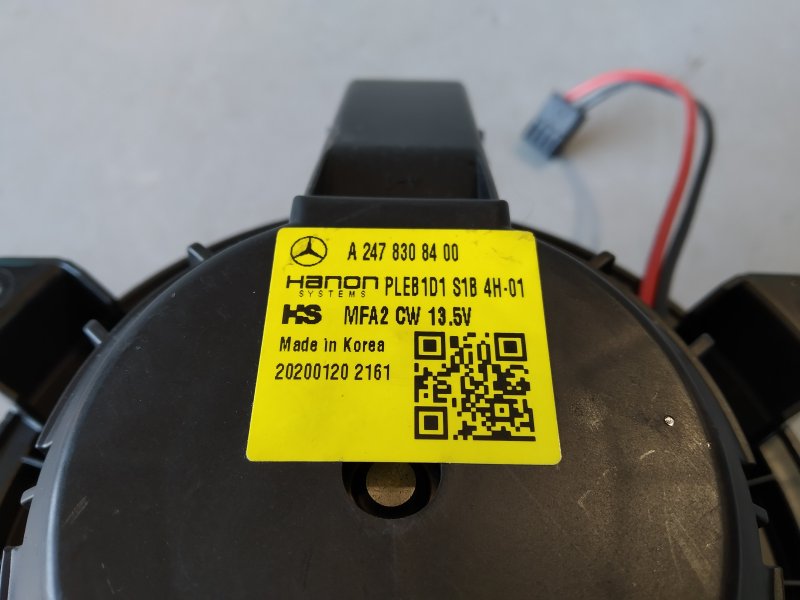 A 247 830 84 00
Hanon PLEB1D1 S1B 4H-01
SYSTEMS
HS MFA2 CW 13.5V
Made in Korea
20200120 2161